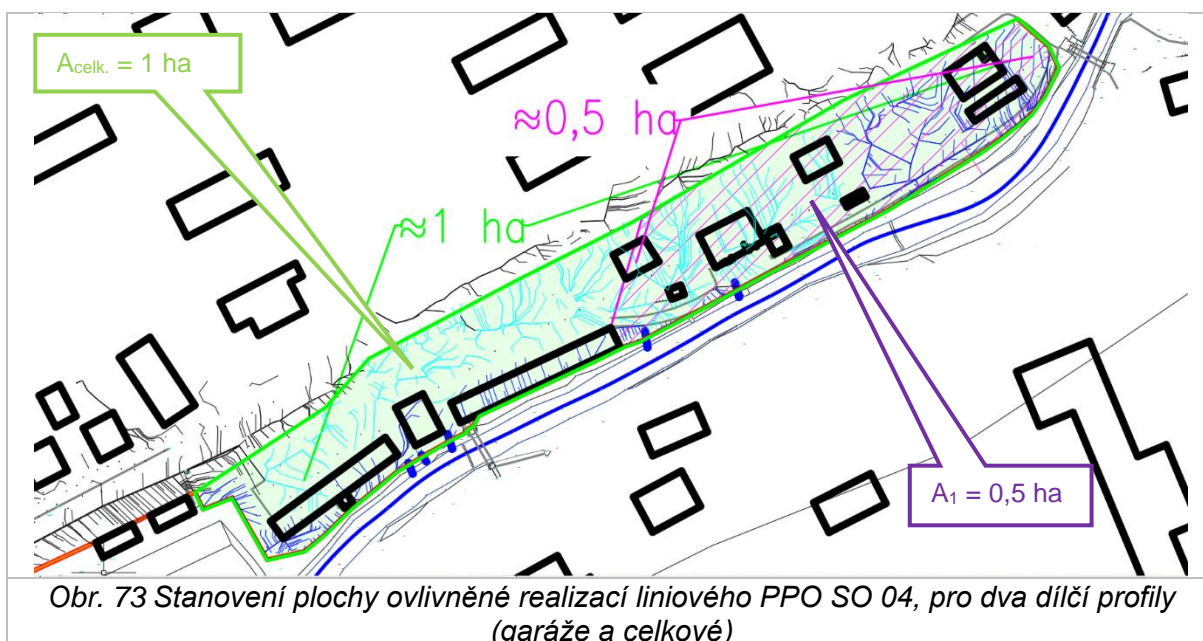 Acelk. = 1 ha
≈0,5 ha
≈1 ha
A1 = 0,5 ha
Obr. 73 Stanovení plochy ovlivněné realizací liniového PPO SO 04, pro dva dílčí profily
(garáže a celkové)